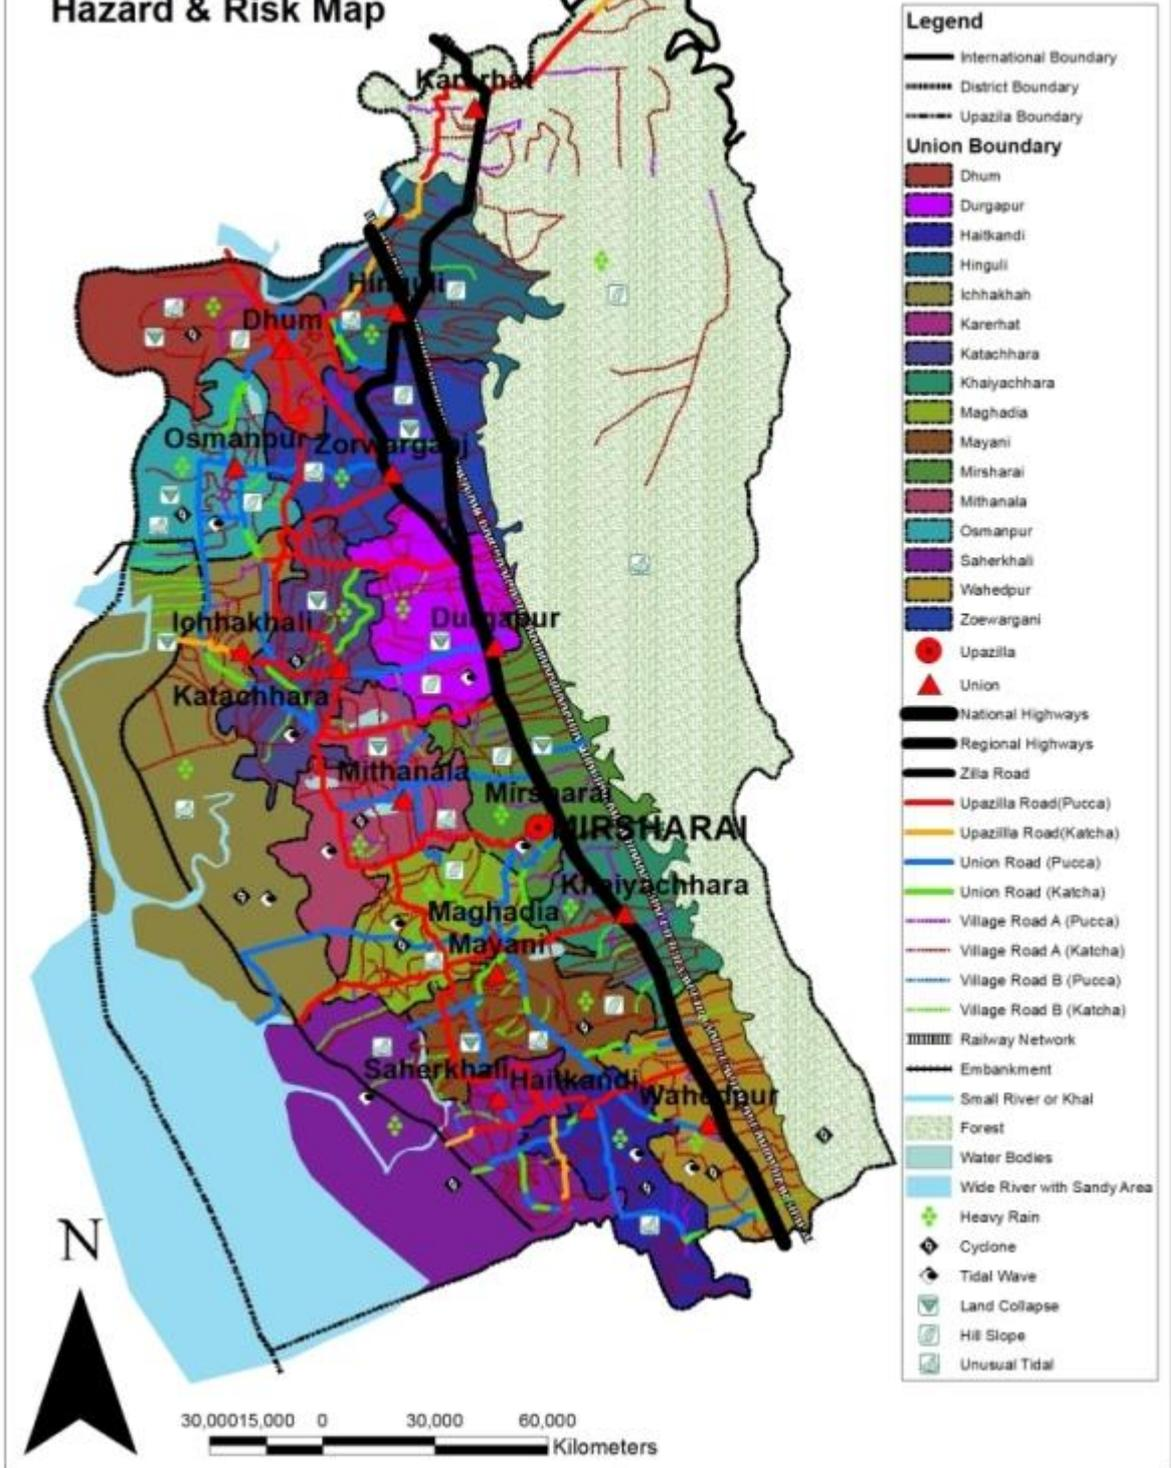 Hazard & Risk Map
Karerhat
Hinguli
Dhum
Osmanpur
Zorwarganj
Ichhakhali
Durgapur
Katachhara
Mithanala
Mirsharai
MIRSHARAI
Khaiyachhara
Maghadia
Mayani
Saherkhali
Haitkandi
Wahedpur
N
30,00015,000 0 30,000 60,000
Kilometers
Legend
International Boundary
District Boundary
Upazila Boundary
Union Boundary
Dhum
Durgapur
Haitkandi
Hinguli
Ichhakhah
Karerhat
Katachhara
Khaiyachhara
Maghadia
Mayani
Mirsharai
Mithanala
Osmanpur
Saherkhali
Wahedpur
Zoewargani
Upazilla
Union
National Highways
Regional Highways
Zilla Road
Upazilla Road(Pucca)
Upazillla Road(Katcha)
Union Road (Pucca)
Union Road (Katcha)
Village Road A (Pucca)
Village Road A (Katcha)
Village Road B (Pucca)
Village Road B (Katcha)
Railway Network
Embankment
Small River or Khal
Forest
Water Bodies
Wide River with Sandy Area
Heavy Rain
Cyclone
Tidal Wave
Land Collapse
Hill Slope
Unusual Tidal